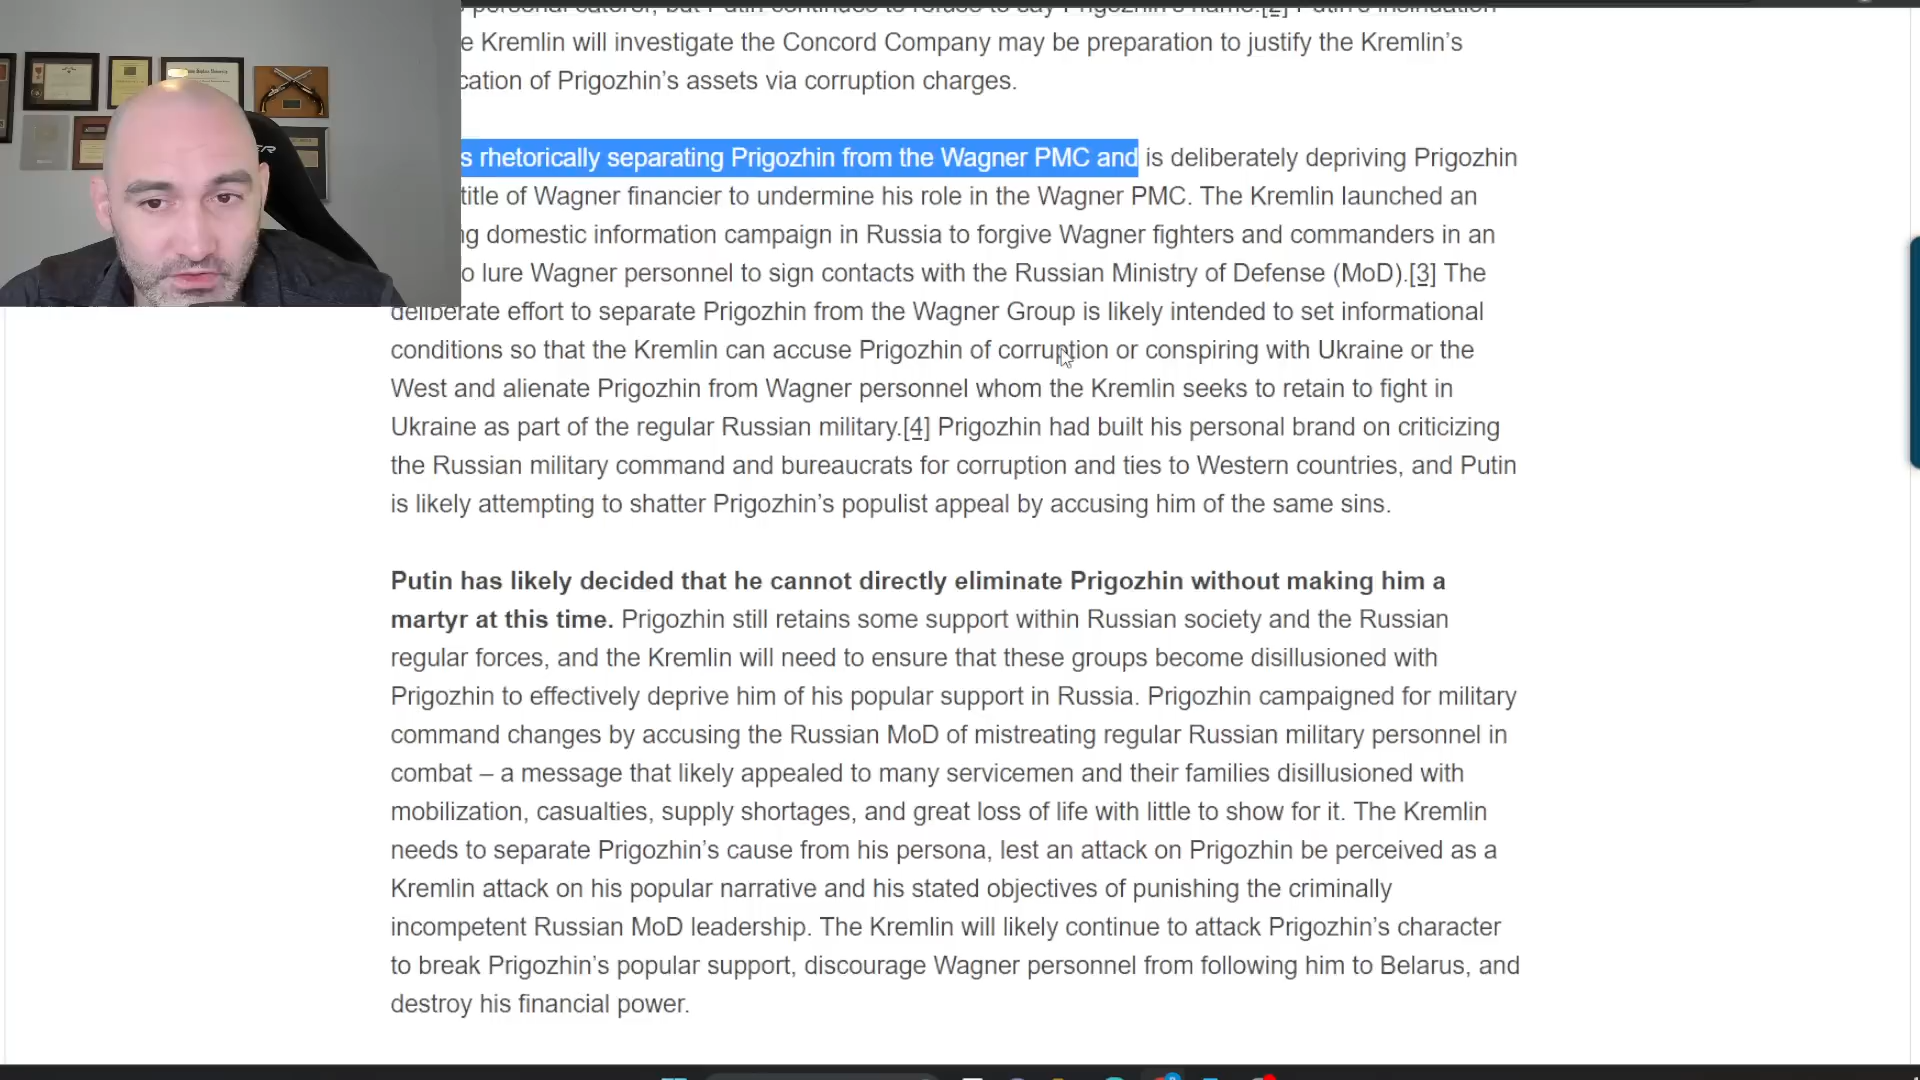 personal caterer, but Putin continues to refuse to say Prigozhin's name.[2] Putin's insinuation
e Kremlin will investigate the Concord Company may be preparation to justify the Kremlin's
cation of Prigozhin's assets via corruption charges.
s rhetorically separating Prigozhin from the Wagner PMC and is deliberately depriving Prigozhin
title of Wagner financier to undermine his role in the Wagner PMC. The Kremlin launched an
ng domestic information campaign in Russia to forgive Wagner fighters and commanders in an
o lure Wagner personnel to sign contacts with the Russian Ministry of Defense (MoD).[3] The
deliberate effort to separate Prigozhin from the Wagner Group is likely intended to set informational
conditions so that the Kremlin can accuse Prigozhin of corruption or conspiring with Ukraine or the
West and alienate Prigozhin from Wagner personnel whom the Kremlin seeks to retain to fight in
Ukraine as part of the regular Russian military.[4] Prigozhin had built his personal brand on criticizing
the Russian military command and bureaucrats for corruption and ties to Western countries, and Putin
is likely attempting to shatter Prigozhin's populist appeal by accusing him of the same sins.
Putin has likely decided that he cannot directly eliminate Prigozhin without making him a
martyr at this time. Prigozhin still retains some support within Russian society and the Russian
regular forces, and the Kremlin will need to ensure that these groups become disillusioned with
Prigozhin to effectively deprive him of his popular support in Russia. Prigozhin campaigned for military
command changes by accusing the Russian MoD of mistreating regular Russian military personnel in
combat – a message that likely appealed to many servicemen and their families disillusioned with
mobilization, casualties, supply shortages, and great loss of life with little to show for it. The Kremlin
needs to separate Prigozhin's cause from his persona, lest an attack on Prigozhin be perceived as a
Kremlin attack on his popular narrative and his stated objectives of punishing the criminally
incompetent Russian MoD leadership. The Kremlin will likely continue to attack Prigozhin's character
to break Prigozhin's popular support, discourage Wagner personnel from following him to Belarus, and
destroy his financial power.